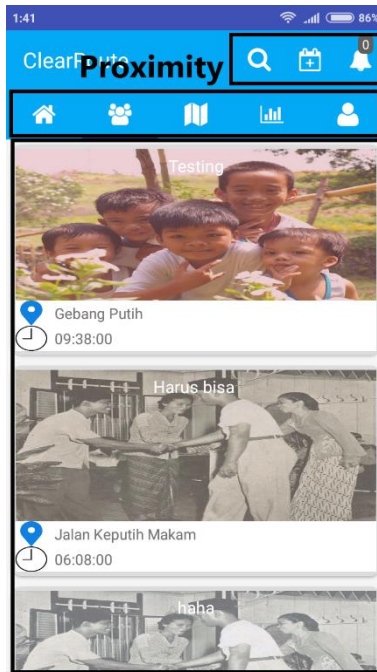 1:41 86%
ClearRoute
Proximity
0
Testing
Gebang Putih
09:38:00
Harus bisa
Jalan Keputih Makam
06:08:00
haha